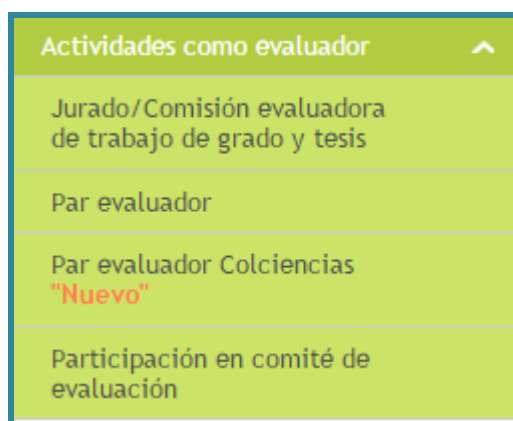 Actividades como evaluador
Jurado/Comisión evaluadora
de trabajo de grado y tesis
Par evaluador
Par evaluador Colciencias
"Nuevo"
Participación en comité de
evaluación